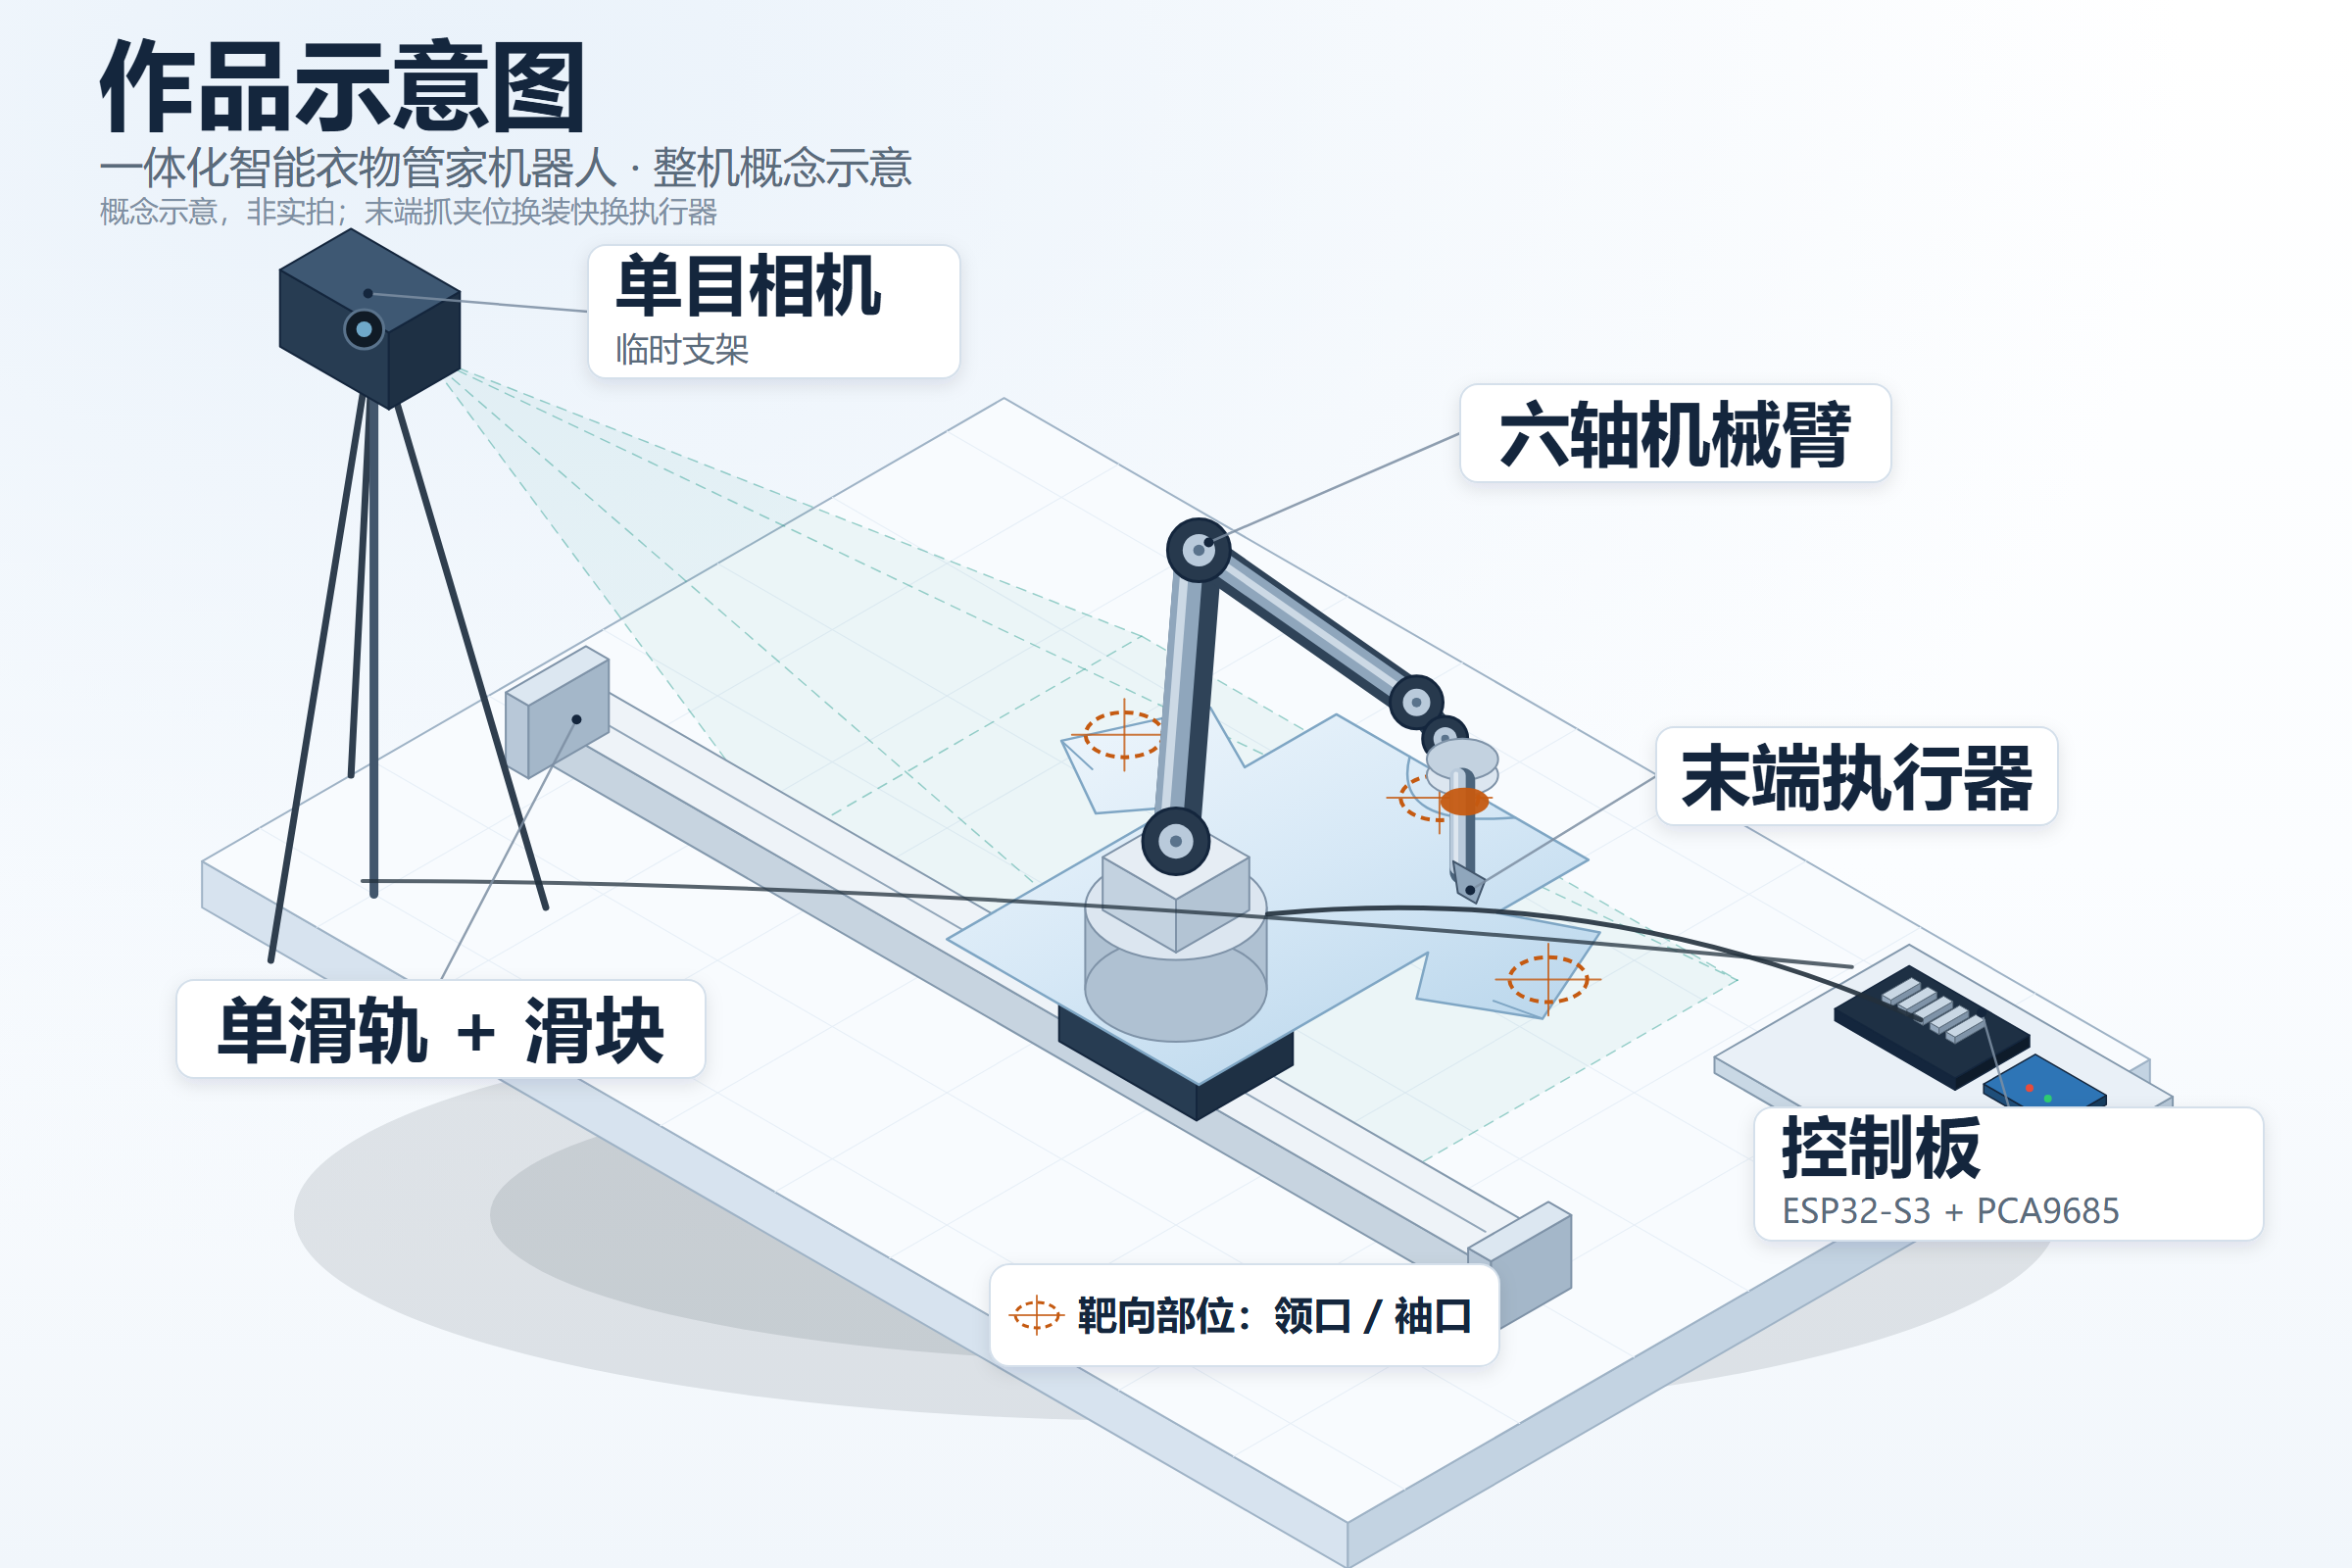 作品示意图
一体化智能衣物管家机器人 · 整机概念示意
概念示意，非实拍；末端抓夹位换装快换执行器
单目相机
临时支架
六轴机械臂
末端执行器
单滑轨 + 滑块
控制板
ESP32-S3 + PCA9685
靶向部位：领口 / 袖口